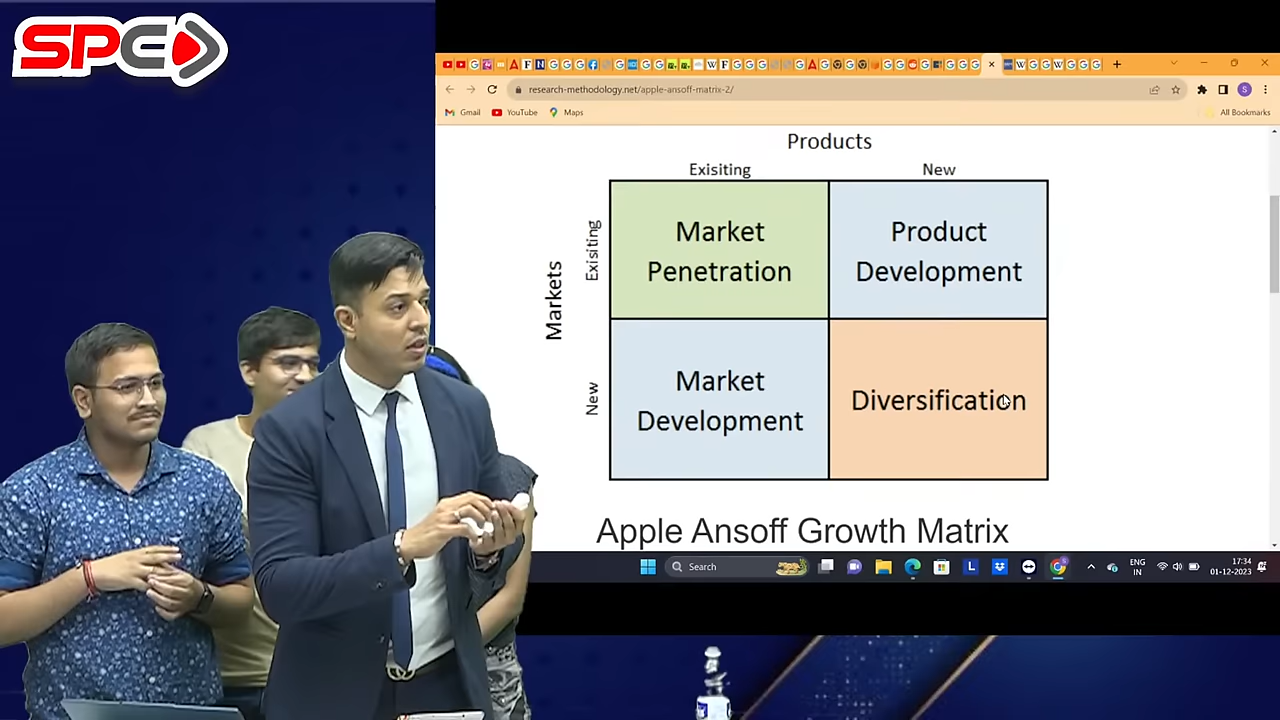 SPED
research-methodology.net/apple-ansoff-matrix-2/
Gmail YouTube Maps All Bookmarks
Products
Exisiting New
Markets
Exisiting
Market
Penetration
Product
Development
New
Market
Development
Diversification
Apple Ansoff Growth Matrix
Search
ENG
IN
17:34
01-12-2023